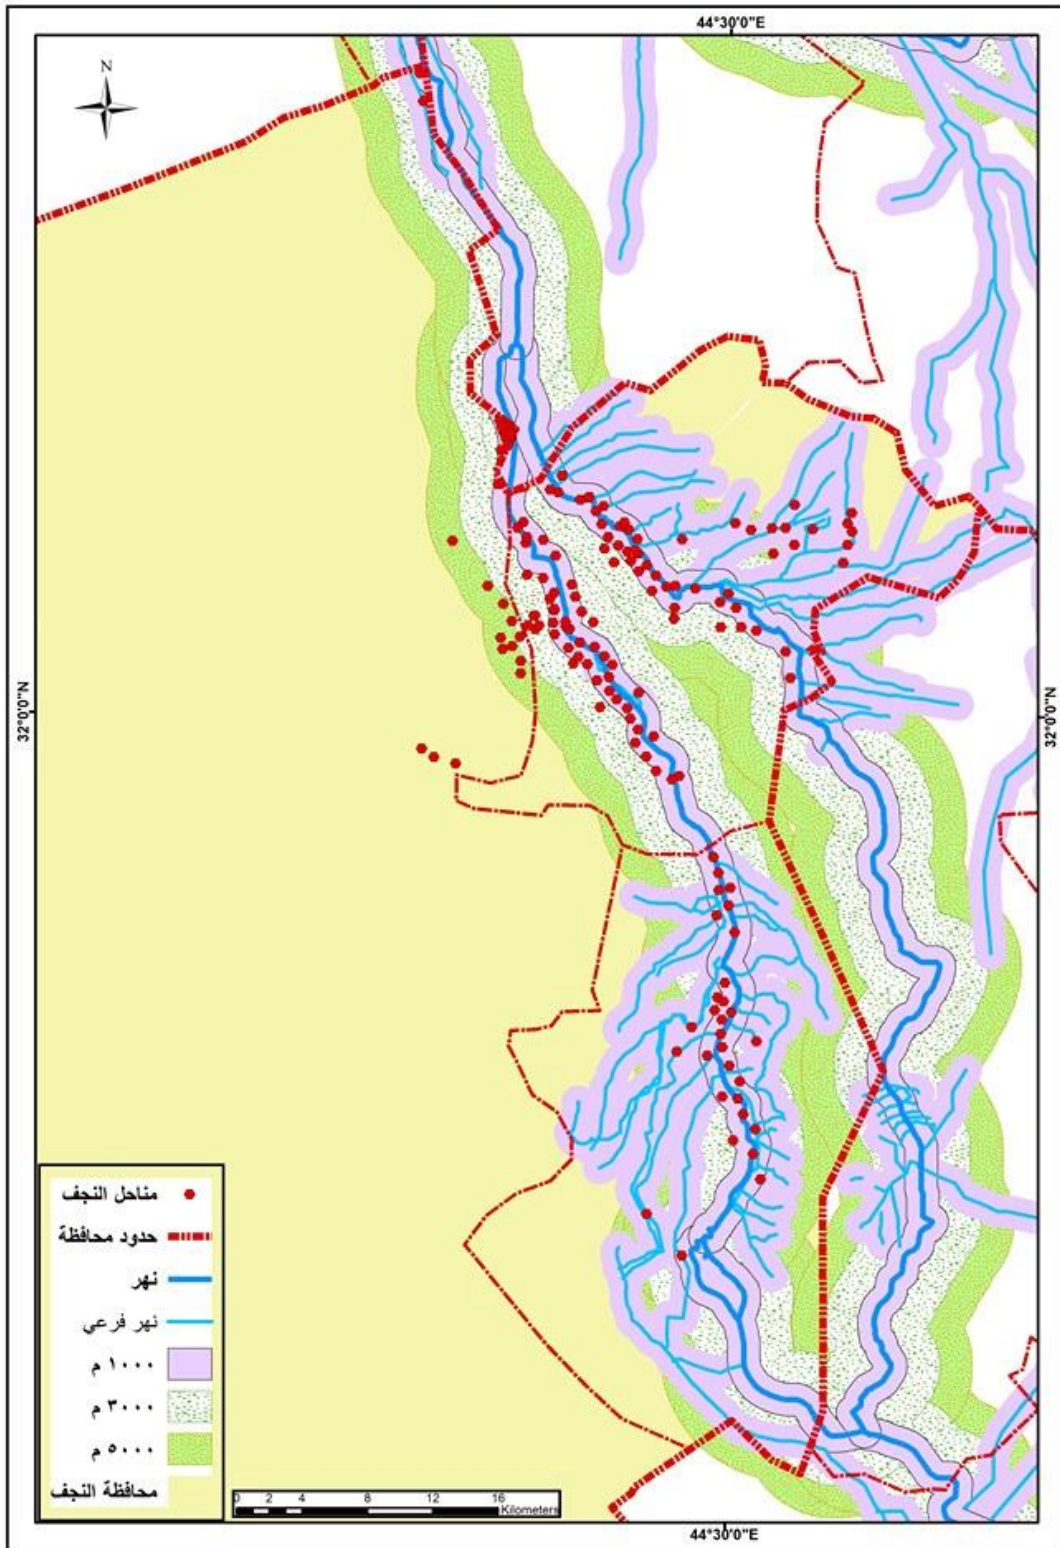 44°30'0"E
N
32°0'0"N
32°0'0"N
مناحل النجف
حدود محافظة
نهر
نهر فرعي
١٠٠٠ م
٣٠٠٠ م
٥٠٠٠ م
محافظة النجف
0 2 4 8 12 16
Kilometers
44°30'0"E